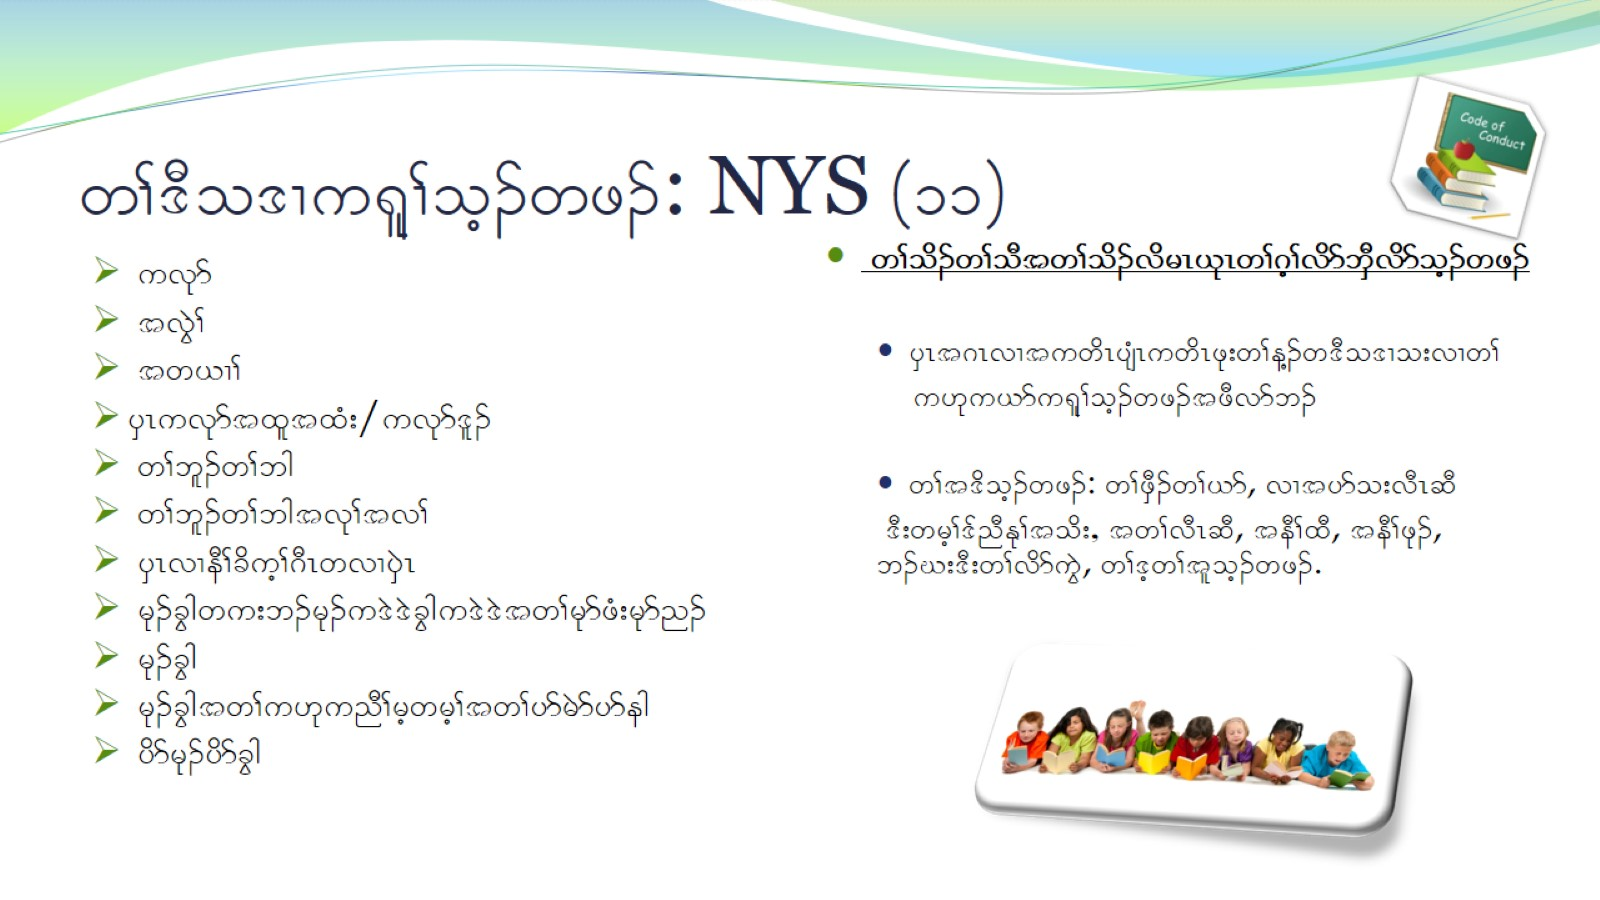 Code of
Conduct
တၢ်ဒီသဒၢကရူၢ်သ့ၣ်တဖၣ်: NYS (၁၁)
ကလုာ်
အလွဲၢ်
အတယၢၢ်
ပှၤကလုာ်အထူအထံး/ကလုာ်ဒူၣ်
တၢ်ဘူၣ်တၢ်ဘါ
တၢ်ဘူၣ်တၢ်ဘါအလုၢ်အလၢ်
ပှၤလၢနီၢ်ခိက့ၢ်ဂီၤတလၢပှဲၤ
မုၣ်ခွါတကးဘၣ်မုၣ်ကဒဲဒဲခွါကဒဲဒဲအတၢ်မုာ်ဖံးမုာ်ညၣ်
မုၣ်ခွါ
မုၣ်ခွါအတၢ်ကဟုကညီၢ်မ့တမ့ၢ်အတၢ်ဟ်မဲာ်ဟ်နါ
ပိာ်မုၣ်ပိာ်ခွါ
တၢ်သိၣ်တၢ်သီအတၢ်သိၣ်လိမၤယုၤတၢ်ဂ့ၢ်လိာ်ဘှီလိာ်သ့ၣ်တဖၣ်
ပှၤအဂၤလၢအကတိၤပျံၤကတိၤဖုးတၢ်န့ၣ်တဒီသဒၢသးလၢတၢ်
ကဟုကယာ်ကရူၢ်သ့ၣ်တဖၣ်အဖီလာ်ဘၣ်
တၢ်အဒိသ့ၣ်တဖၣ်: တၢ်ဖှီၣ်တၢ်ယာ်, လၢအဟ်သးလီၤဆီ
ဒီးတမ့ၢ်ဒ်ညီနုၢ်အသိး, အတၢ်လီၤဆီ, အနီၢ်ထီ, အနီၢ်ဖုၣ်,
ဘၣ်ဃးဒီးတၢ်လိာ်ကွဲ, တၢ်ဒ့တၢ်အူသ့ၣ်တဖၣ်.